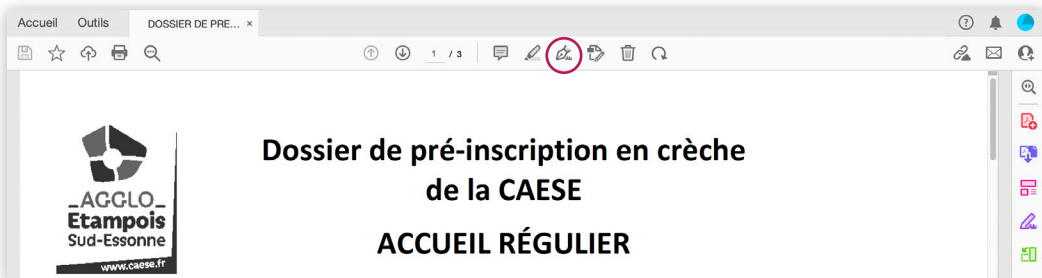 Accueil Outils DOSSIER DE PRE... ×
1 / 3
Dossier de pré-inscription en crèche
de la CAESE
ACCUEIL RÉGULIER
_AGGLO_
Etampois
Sud-Essonne
www.caese.fr